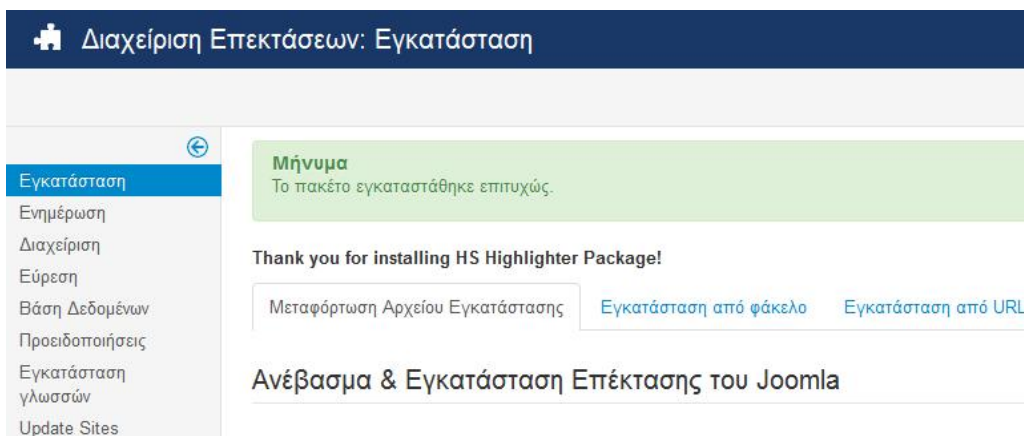 Διαχείριση Επεκτάσεων: Εγκατάσταση
Εγκατάσταση
Ενημέρωση
Διαχείριση
Εύρεση
Βάση Δεδομένων
Προειδοποιήσεις
Εγκατάσταση
γλωσσών
Update Sites
Μήνυμα
Το πακέτο εγκαταστάθηκε επιτυχώς.
Thank you for installing HS Highlighter Package!
Μεταφόρτωση Αρχείου Εγκατάστασης Εγκατάσταση από φάκελο Εγκατάσταση από URL
Ανέβασμα & Εγκατάσταση Επέκτασης του Joomla